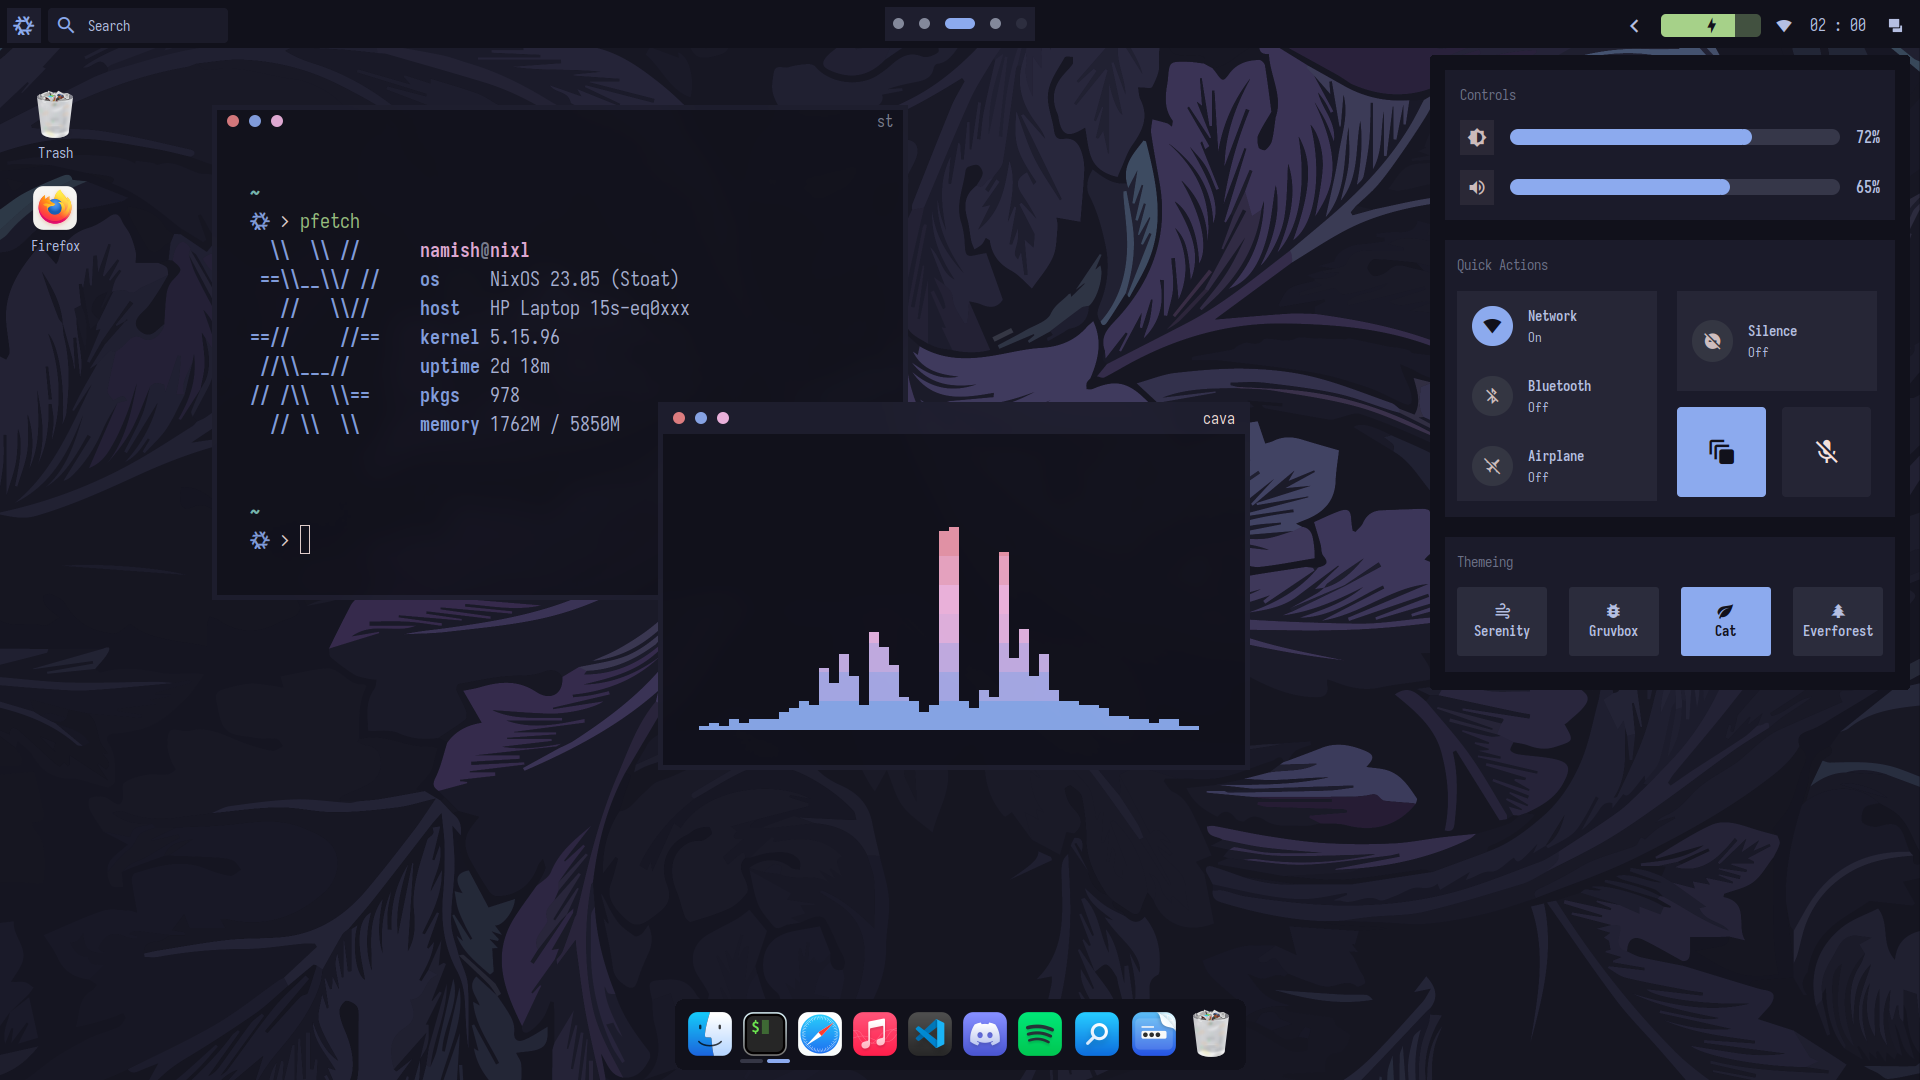 Search
02 : 00
Trash
Firefox
st
~
> pfetch
\\  \\ //     namish@nixl
==\\__\\/ //    os     NixOS 23.05 (Stoat)
//   \\//     host   HP Laptop 15s-eq0xxx
==//     //==   kernel 5.15.96
//\\___//      uptime 2d 18m
// /\\  \\==    pkgs   978
// \\  \\     memory 1762M / 5850M
~
>
cava
Controls
72%
65%
Quick Actions
Network
On
Bluetooth
Off
Airplane
Off
Silence
Off
Themeing
Serenity
Gruvbox
Cat
Everforest
$